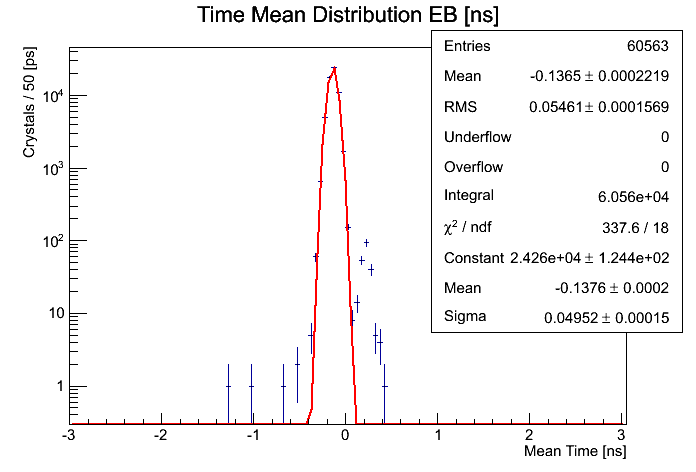 Time Mean Distribution EB [ns]
Entries 60563
Mean -0.1365 ± 0.0002219
RMS 0.05461 ± 0.0001569
Underflow 0
Overflow 0
Integral 6.056e+04
χ² / ndf 337.6 / 18
Constant 2.426e+04 ± 1.244e+02
Mean -0.1376 ± 0.0002
Sigma 0.04952 ± 0.00015
Crystals / 50 [ps]
10⁴
10³
10²
10
1
-3 -2 -1 0 1 2 3
Mean Time [ns]